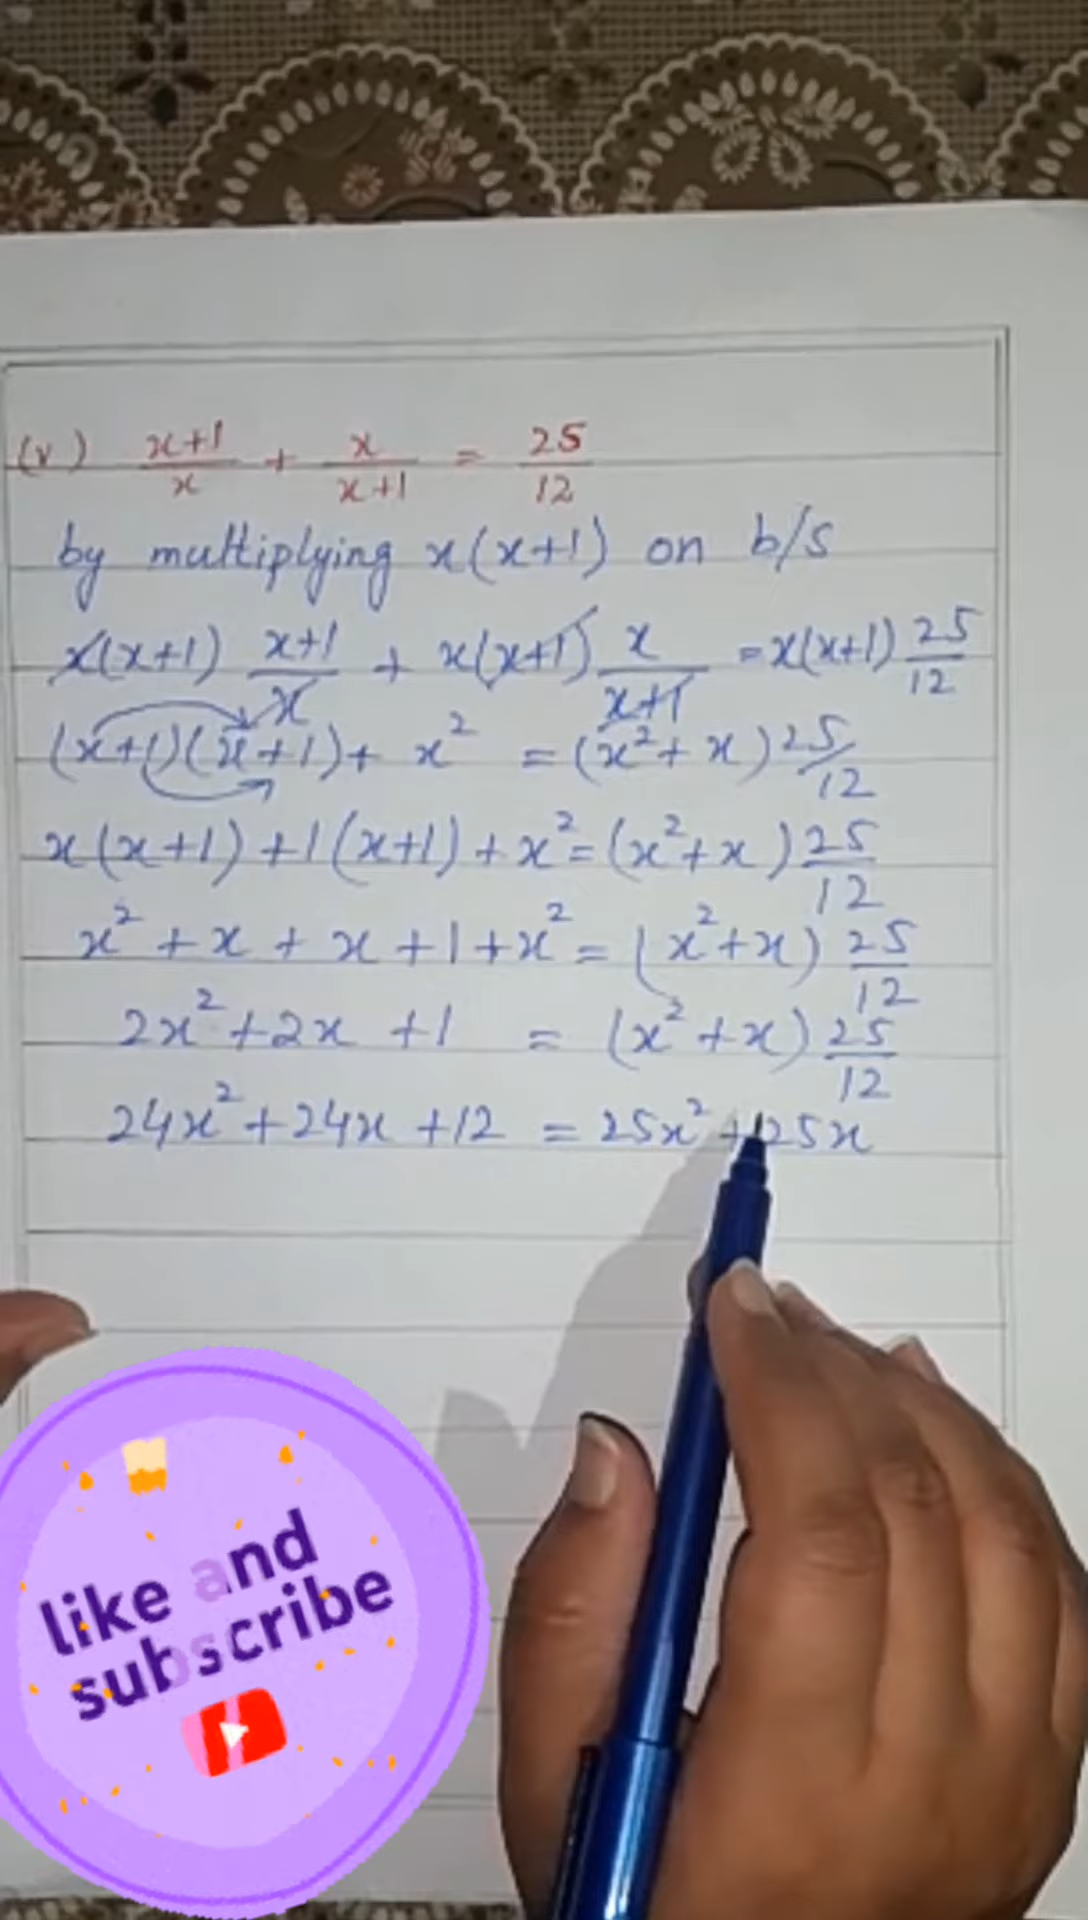 (v) x+1/x + x/x+1 = 25/12
by multiplying x(x+1) on b/s
x(x+1) x+1/x + x(x+1) x/x+1 = x(x+1) 25/12
(x+1)(x+1) + x² = (x²+x) 25/12
x(x+1)+1(x+1)+x² = (x²+x) 25/12
x² + x + x + 1 + x² = (x²+x) 25/12
2x² + 2x + 1 = (x²+x) 25/12
24x² + 24x + 12 = 25x² + 25x
like and
subscribe